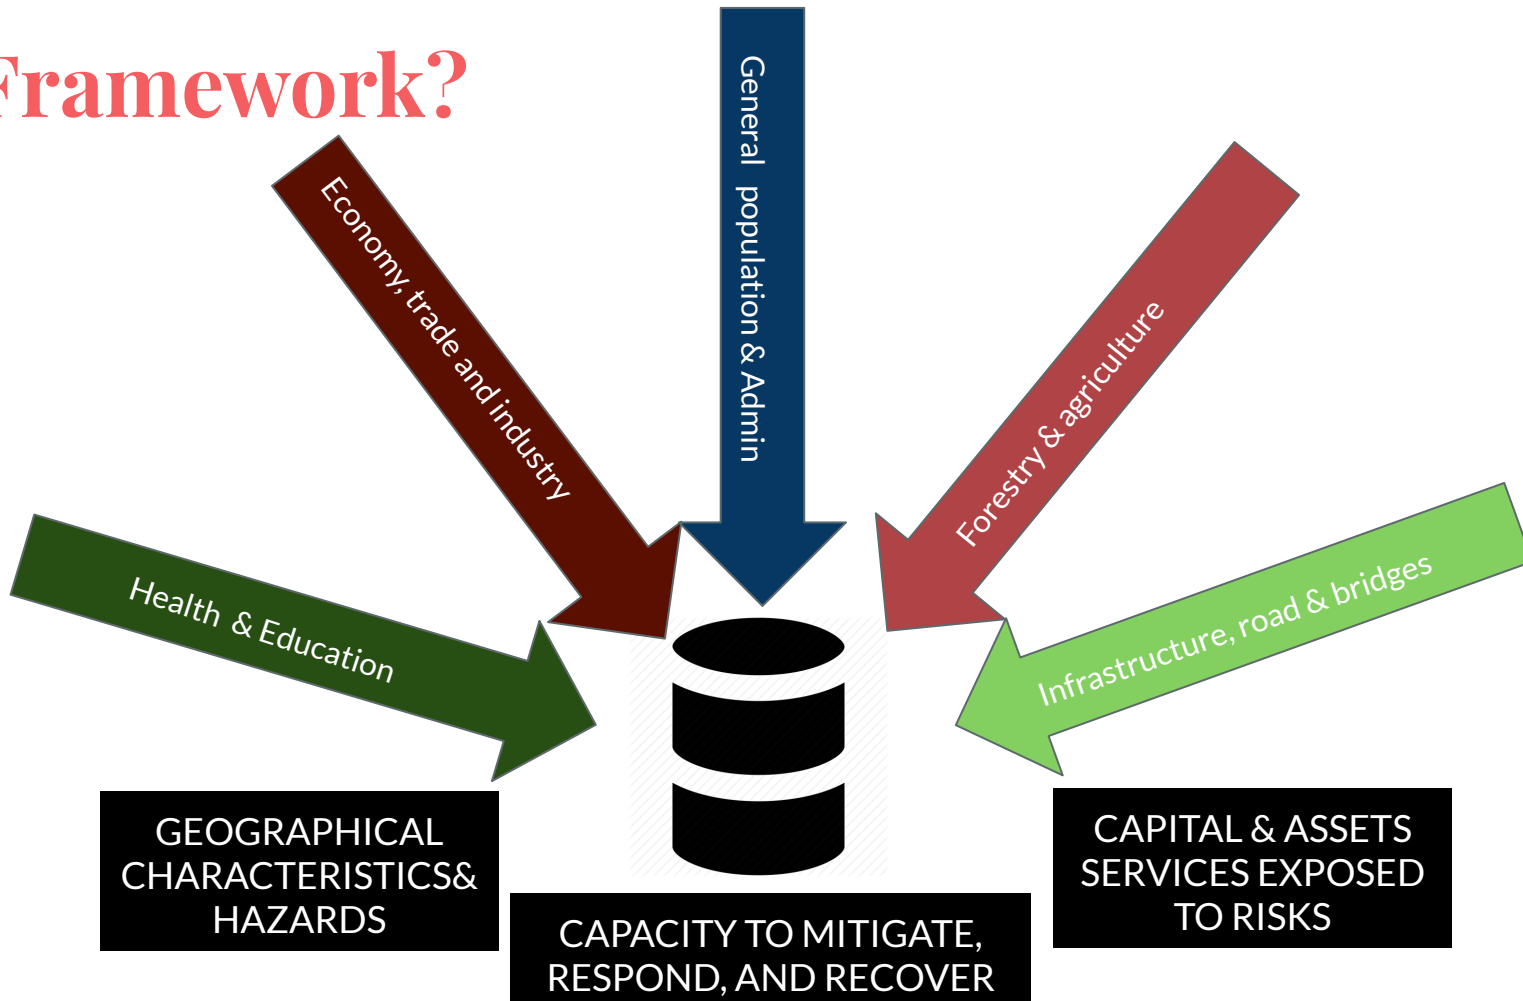 Framework?
General population & Admin
Economy, trade and industry
Forestry & agriculture
Health & Education
Infrastructure, road & bridges
GEOGRAPHICAL
CHARACTERISTICS&
HAZARDS
CAPITAL & ASSETS
SERVICES EXPOSED
TO RISKS
CAPACITY TO MITIGATE,
RESPOND, AND RECOVER